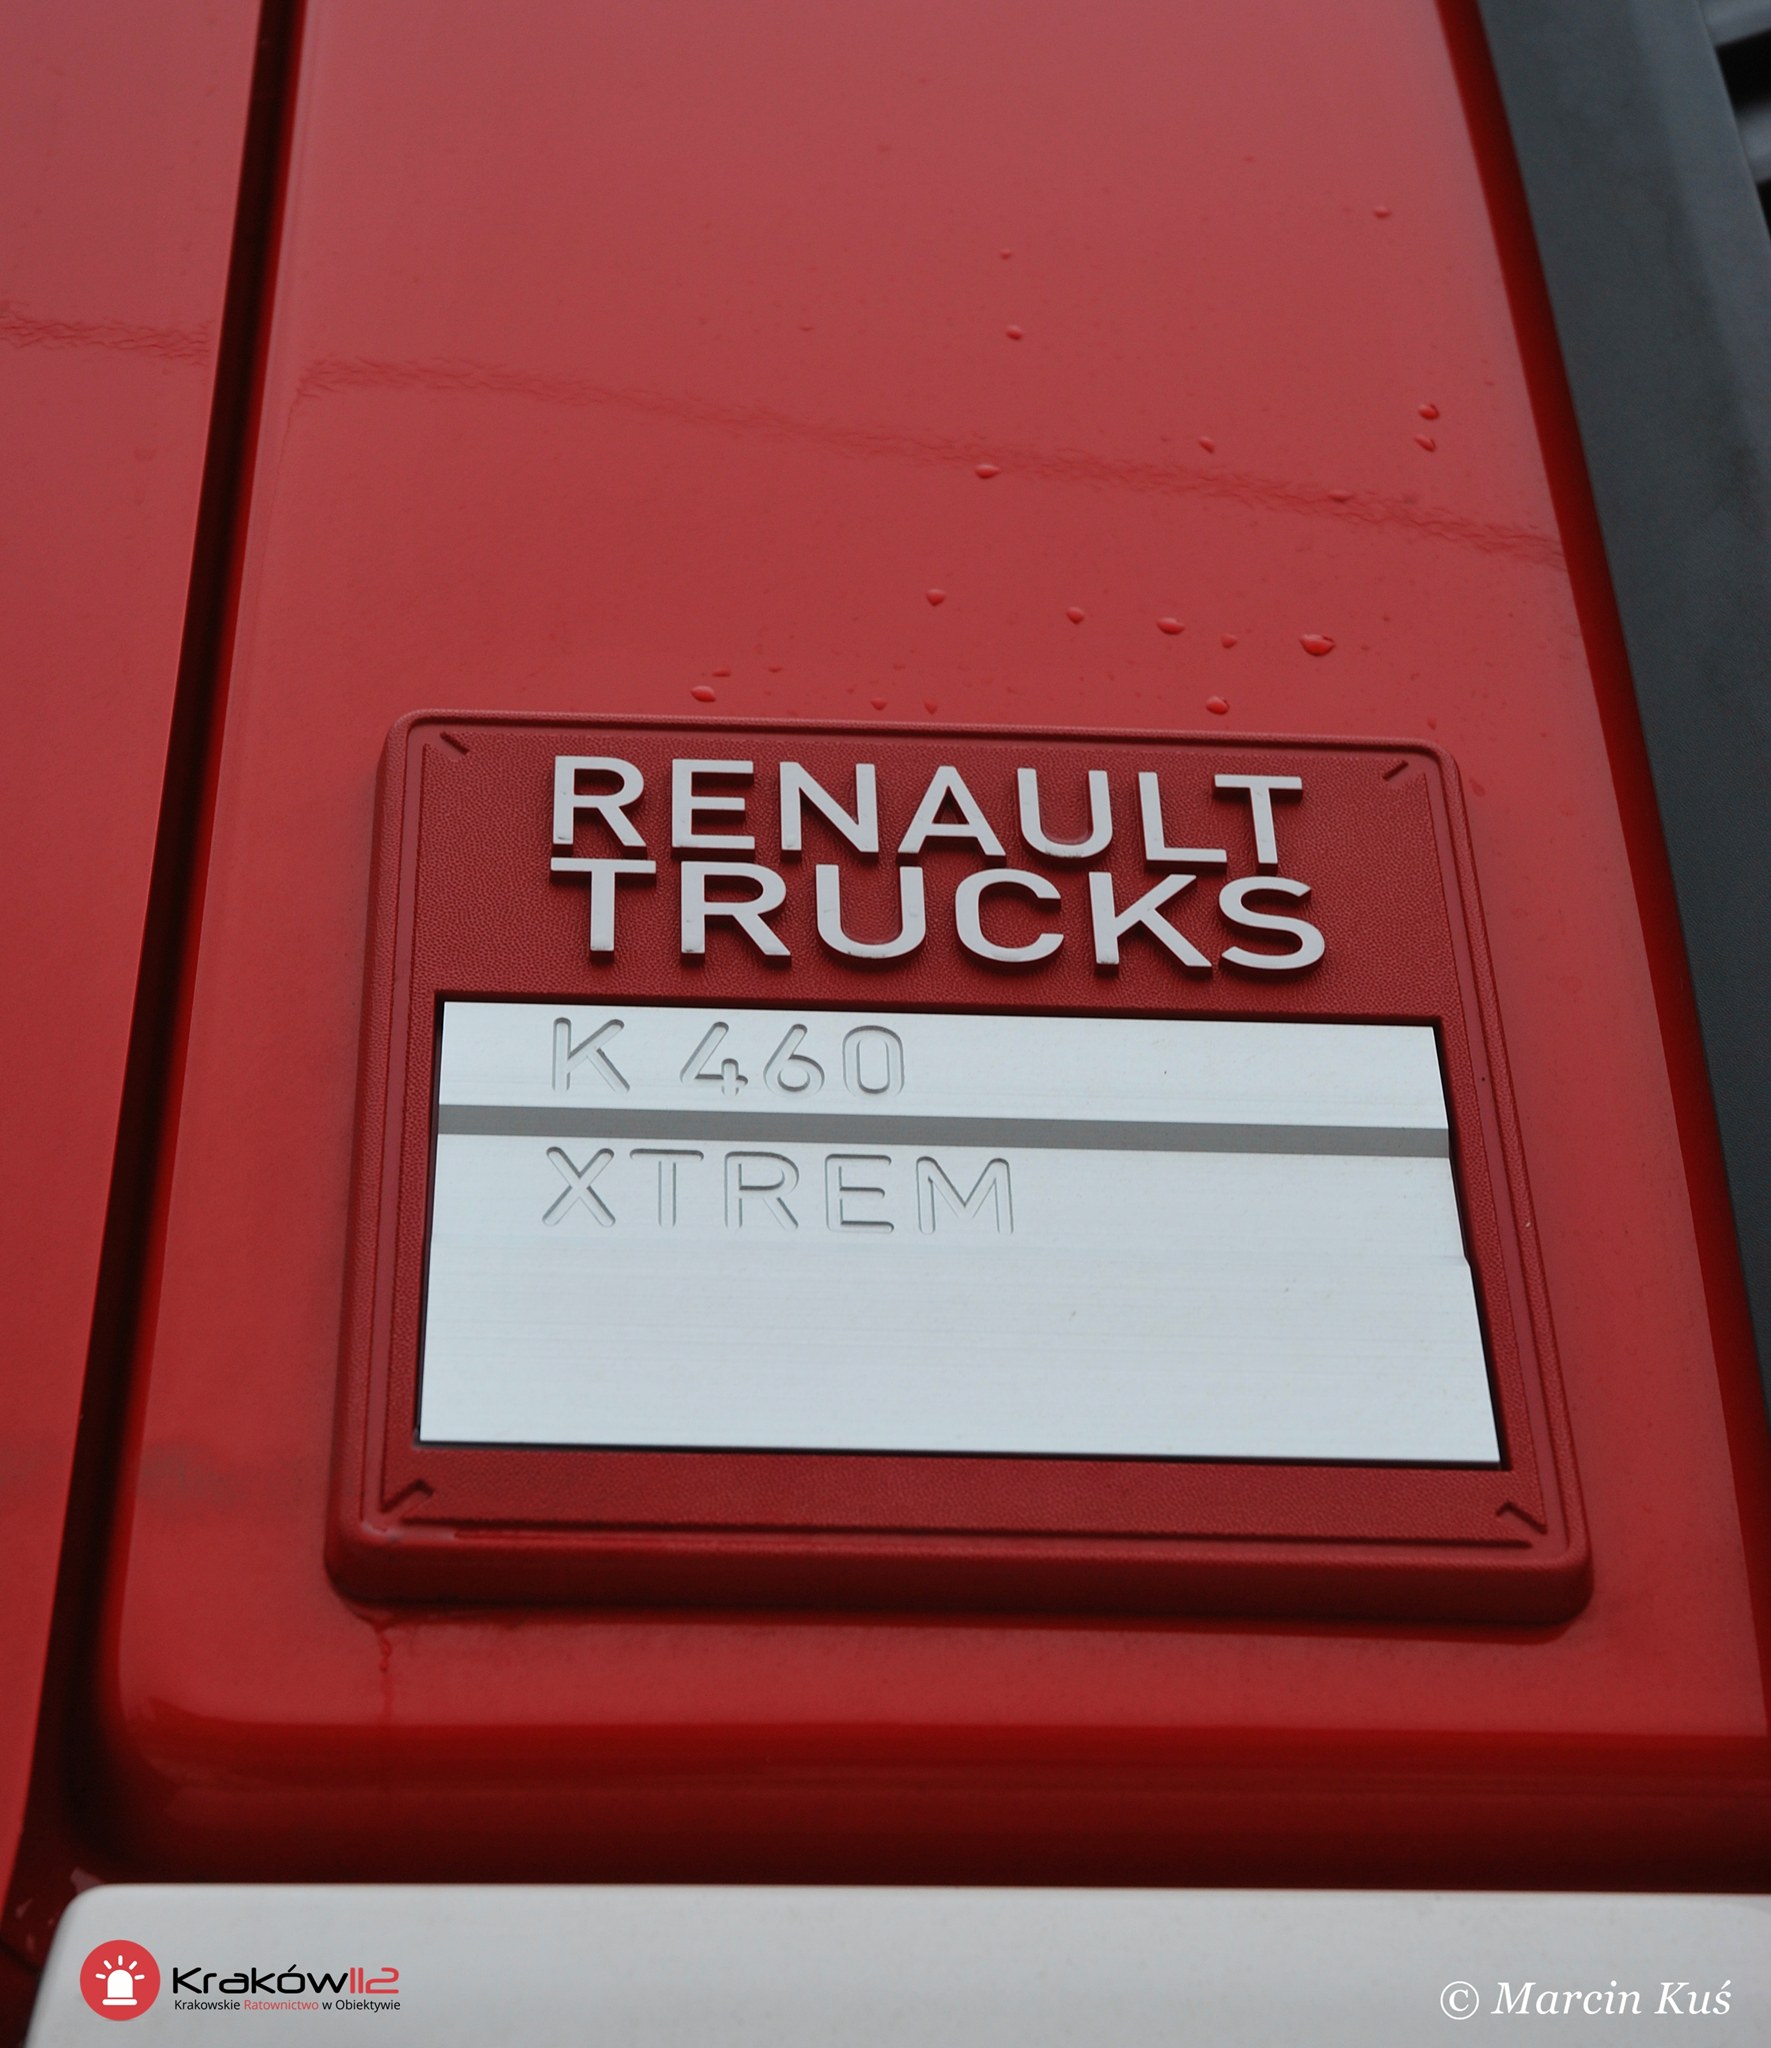 RENAULT
TRUCKS
K 460
XTREM
Kraków112
Krakowskie Ratownictwo w Obiektywie
© Marcin Kuś